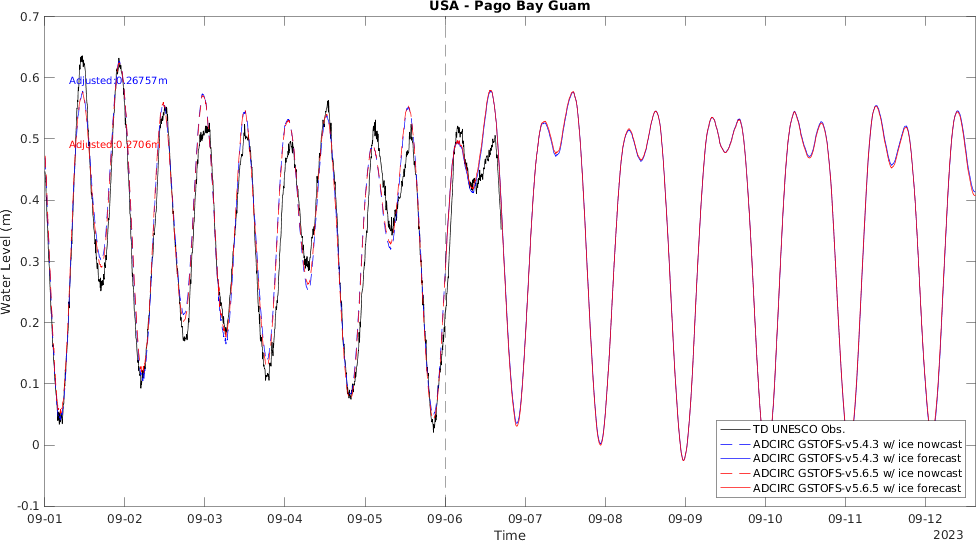 USA - Pago Bay Guam
0.7
0.6
0.5
0.4
0.3
0.2
0.1
0
-0.1
Water Level (m)
Adjusted:0.26757m
Adjusted:0.2706m
TD UNESCO Obs.
ADCIRC GSTOFS-v5.4.3 w/ ice nowcast
ADCIRC GSTOFS-v5.4.3 w/ ice forecast
ADCIRC GSTOFS-v5.6.5 w/ ice nowcast
ADCIRC GSTOFS-v5.6.5 w/ ice forecast
09-01 09-02 09-03 09-04 09-05 09-06 09-07 09-08 09-09 09-10 09-11 09-12
Time
2023